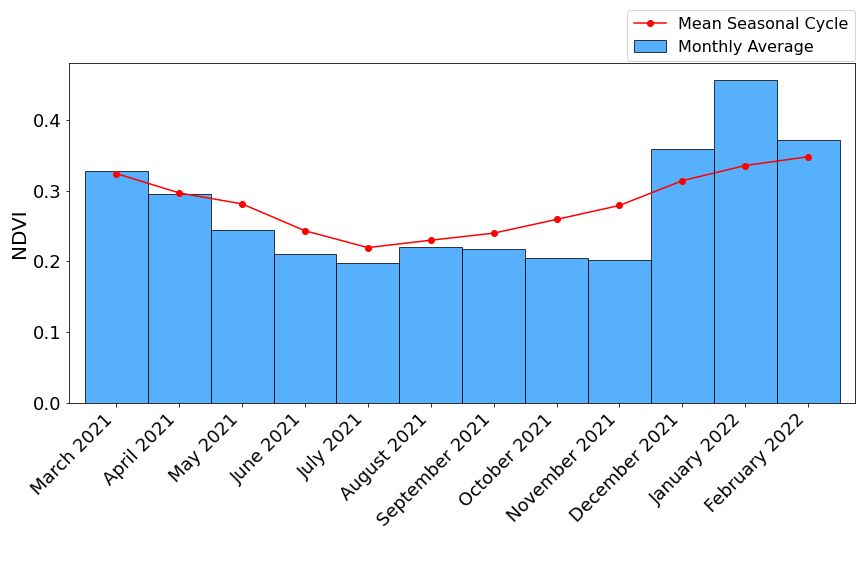 Mean Seasonal Cycle
Monthly Average
NDVI
0.4
0.3
0.2
0.1
0.0
March 2021
April 2021
May 2021
June 2021
July 2021
August 2021
September 2021
October 2021
November 2021
December 2021
January 2022
February 2022